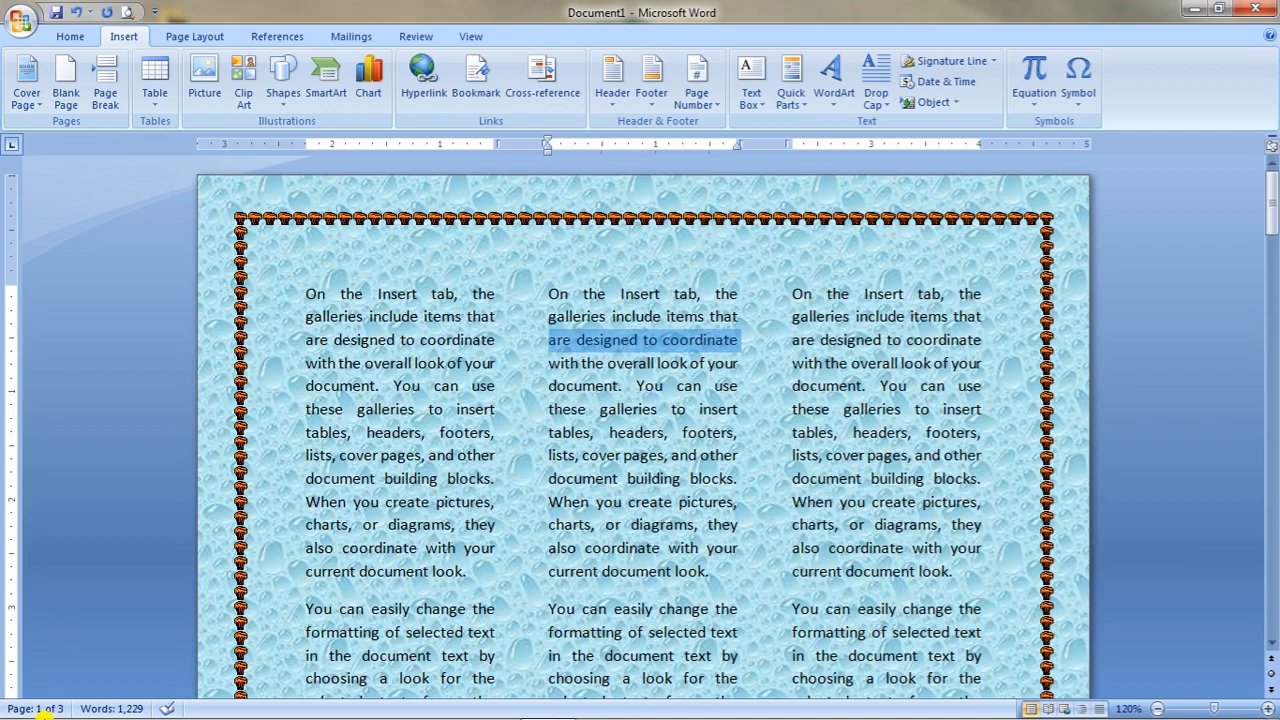 Document1 - Microsoft Word
Home Insert Page Layout References Mailings Review View
Cover Page
Blank Page
Page Break
Table
Picture
Clip Art
Shapes
SmartArt
Chart
Hyperlink
Bookmark
Cross-reference
Header
Footer
Page Number
Text Box
Quick Parts
WordArt
Drop Cap
Signature Line
Date & Time
Object
Equation
Symbol
Pages Tables Illustrations Links Header & Footer Text Symbols
3 2 1 1 3 4 5
1
2
3
On the Insert tab, the
galleries include items that
are designed to coordinate
with the overall look of your
document. You can use
these galleries to insert
tables, headers, footers,
lists, cover pages, and other
document building blocks.
When you create pictures,
charts, or diagrams, they
also coordinate with your
current document look.
You can easily change the
formatting of selected text
in the document text by
choosing a look for the
On the Insert tab, the
galleries include items that
are designed to coordinate
with the overall look of your
document. You can use
these galleries to insert
tables, headers, footers,
lists, cover pages, and other
document building blocks.
When you create pictures,
charts, or diagrams, they
also coordinate with your
current document look.
You can easily change the
formatting of selected text
in the document text by
choosing a look for the
On the Insert tab, the
galleries include items that
are designed to coordinate
with the overall look of your
document. You can use
these galleries to insert
tables, headers, footers,
lists, cover pages, and other
document building blocks.
When you create pictures,
charts, or diagrams, they
also coordinate with your
current document look.
You can easily change the
formatting of selected text
in the document text by
choosing a look for the
Page: 1 of 3 Words: 1,229 120%